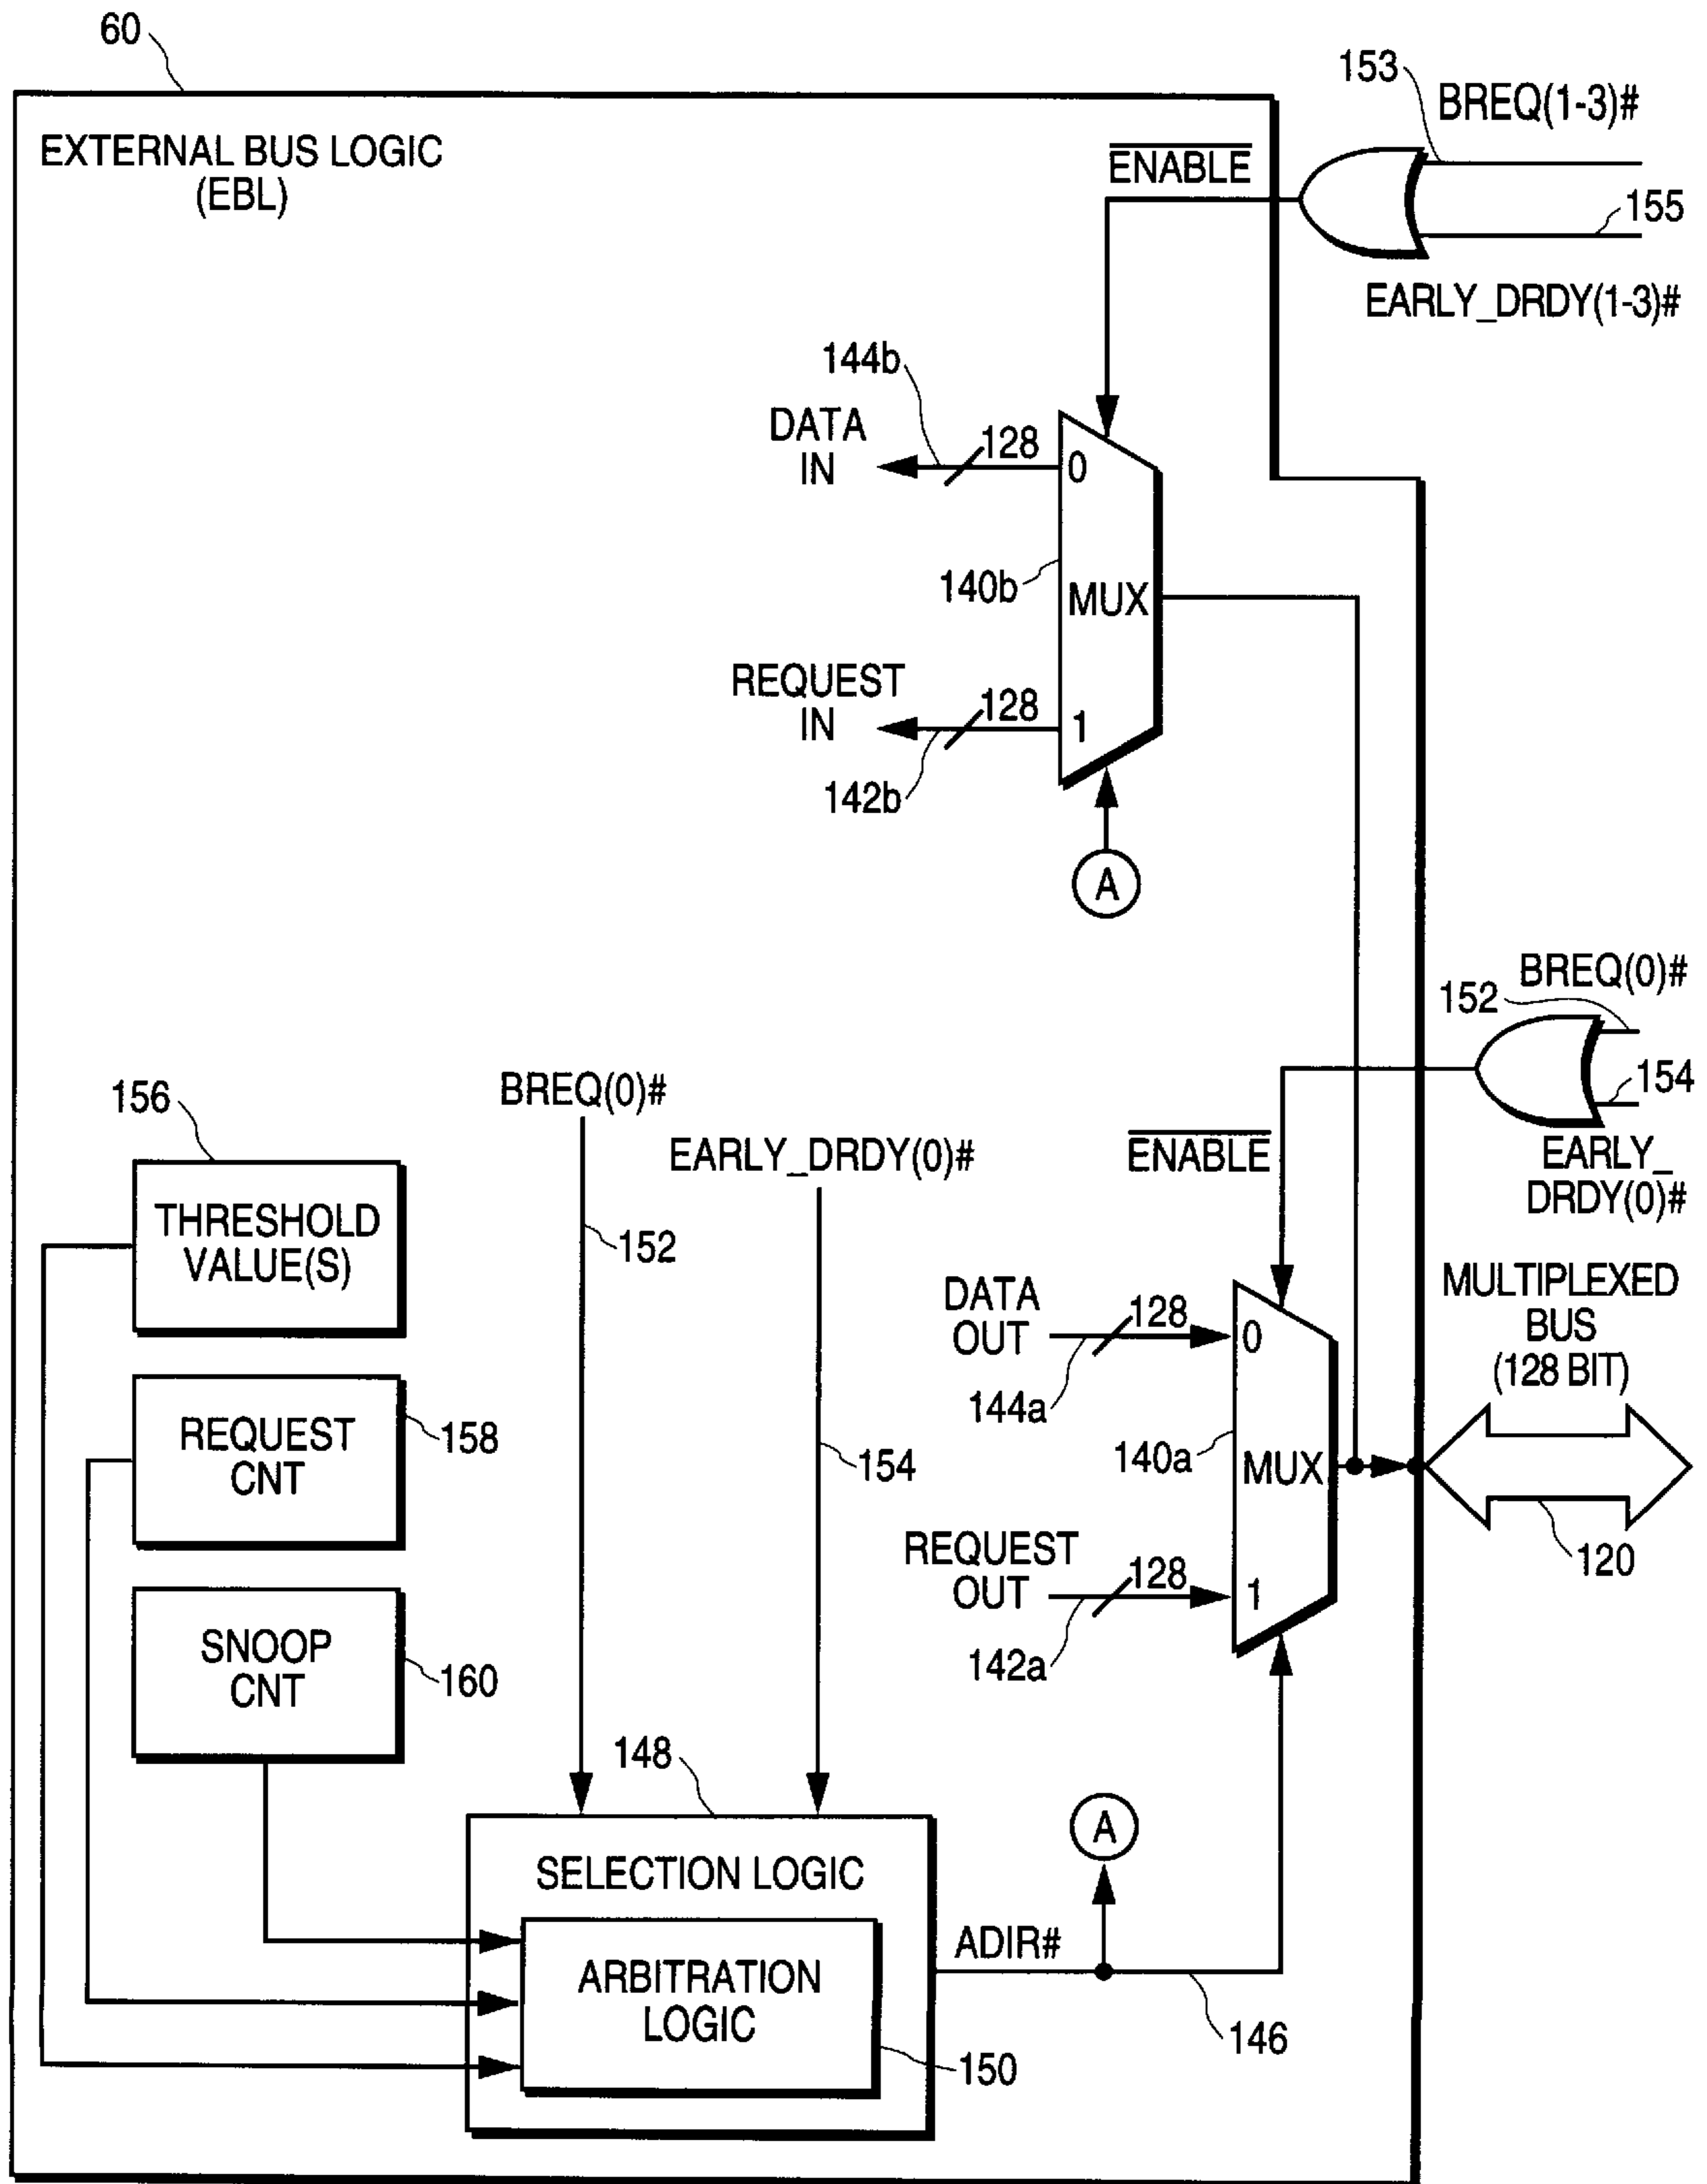 60
153
BREQ(1-3)#
EXTERNAL BUS LOGIC
(EBL)
ENABLE
155
EARLY_DRDY(1-3)#
144b
DATA
IN
128
0
140b
MUX
REQUEST
IN
128
1
142b
A
BREQ(0)#
152
154
EARLY_
DRDY(0)#
ENABLE
156
BREQ(0)#
EARLY_DRDY(0)#
THRESHOLD
VALUE(S)
152
MULTIPLEXED
BUS
(128 BIT)
DATA
OUT
128
0
144a
REQUEST
CNT
158
154
140a
MUX
120
REQUEST
OUT
128
1
142a
SNOOP
CNT
160
148
A
SELECTION LOGIC
ADIR#
ARBITRATION
LOGIC
146
150